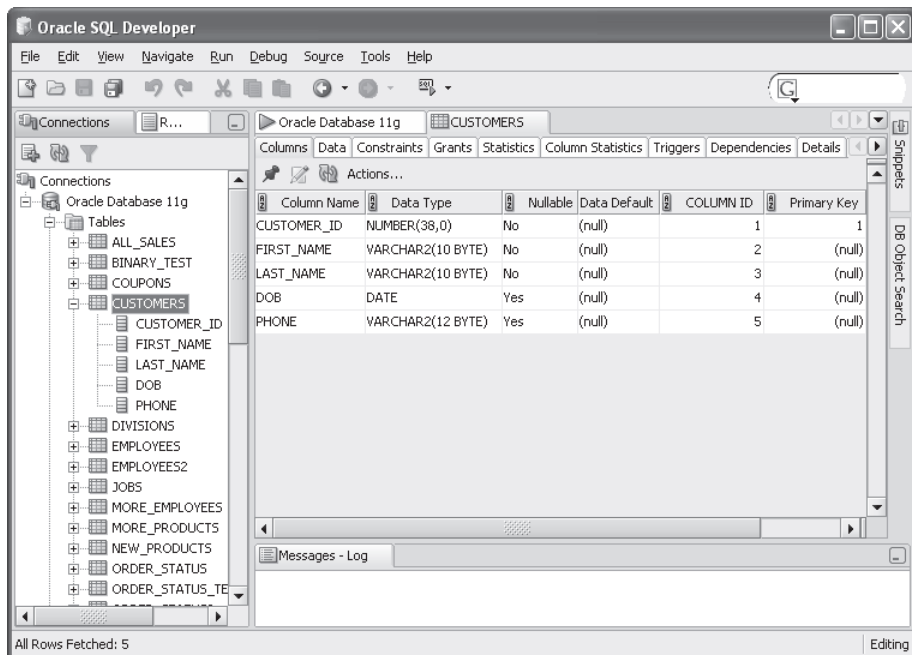 Oracle SQL Developer
File Edit View Navigate Run Debug Source Tools Help
Connections R...
Connections
Oracle Database 11g
Tables
ALL_SALES
BINARY_TEST
COUPONS
CUSTOMERS
CUSTOMER_ID
FIRST_NAME
LAST_NAME
DOB
PHONE
DIVISIONS
EMPLOYEES
EMPLOYEES2
JOBS
MORE_EMPLOYEES
MORE_PRODUCTS
NEW_PRODUCTS
ORDER_STATUS
ORDER_STATUS_TE
Oracle Database 11g CUSTOMERS
Columns Data Constraints Grants Statistics Column Statistics Triggers Dependencies Details
Actions...
Column Name Data Type Nullable Data Default COLUMN ID Primary Key
CUSTOMER_ID NUMBER(38,0) No (null) 1 1
FIRST_NAME VARCHAR2(10 BYTE) No (null) 2 (null)
LAST_NAME VARCHAR2(10 BYTE) No (null) 3 (null)
DOB DATE Yes (null) 4 (null)
PHONE VARCHAR2(12 BYTE) Yes (null) 5 (null)
Messages - Log
Snippets
DB Object Search
All Rows Fetched: 5 Editing